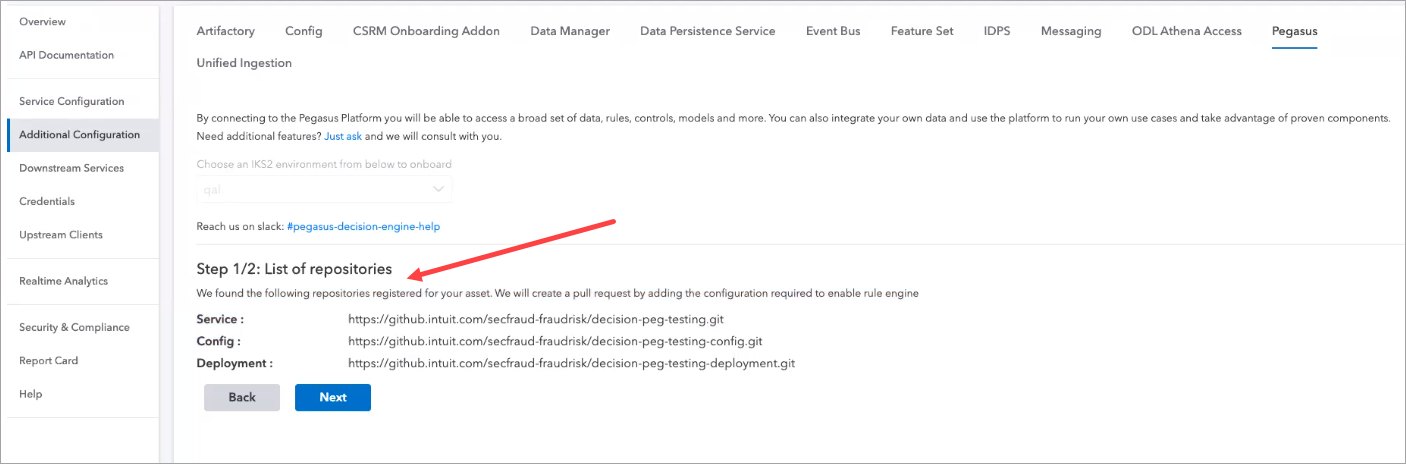 Overview
API Documentation
Service Configuration
Additional Configuration
Downstream Services
Credentials
Upstream Clients
Realtime Analytics
Security & Compliance
Report Card
Help
Artifactory Config CSRM Onboarding Addon Data Manager Data Persistence Service Event Bus Feature Set IDPS Messaging ODL Athena Access Pegasus
Unified Ingestion
By connecting to the Pegasus Platform you will be able to access a broad set of data, rules, controls, models and more. You can also integrate your own data and use the platform to run your own use cases and take advantage of proven components.
Need additional features? Just ask and we will consult with you.
Choose an IKS2 environment from below to onboard
qal
Reach us on slack: #pegasus-decision-engine-help
Step 1/2: List of repositories
We found the following repositories registered for your asset. We will create a pull request by adding the configuration required to enable rule engine
Service : https://github.intuit.com/secfraud-fraudrisk/decision-peg-testing.git
Config : https://github.intuit.com/secfraud-fraudrisk/decision-peg-testing-config.git
Deployment : https://github.intuit.com/secfraud-fraudrisk/decision-peg-testing-deployment.git
Back Next